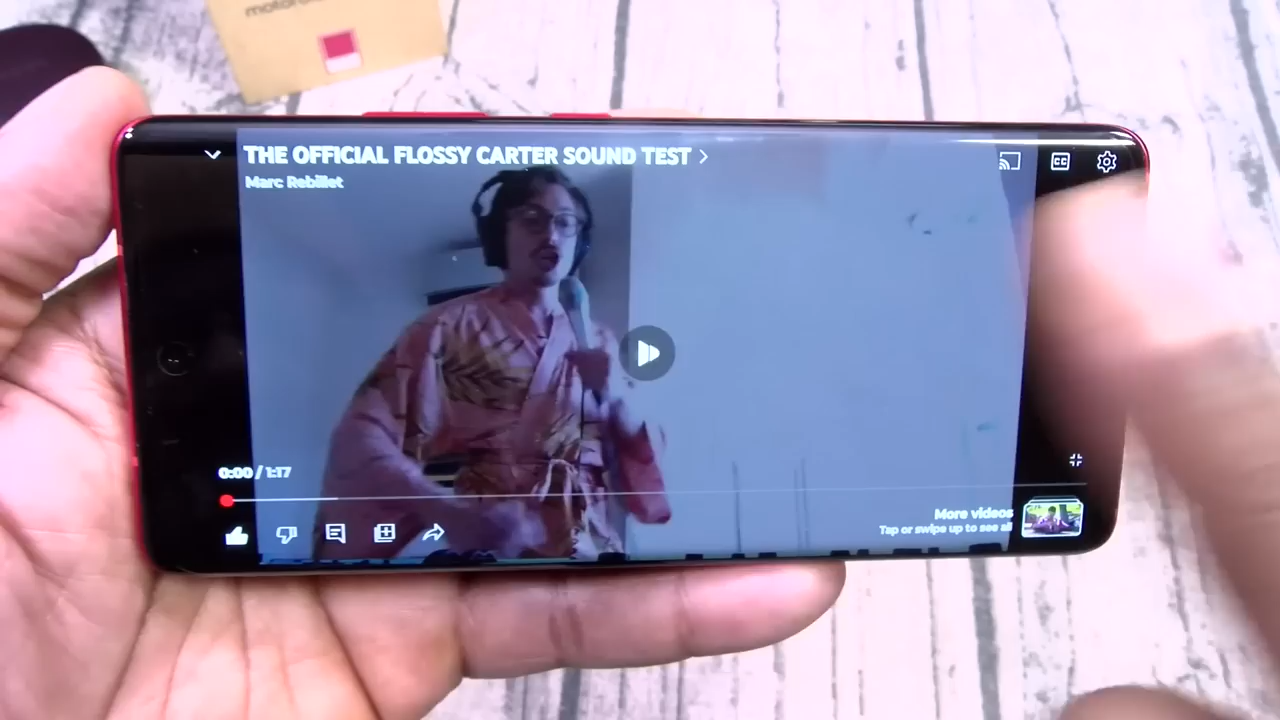 THE OFFICIAL FLOSSY CARTER SOUND TEST
Marc Rebillet
CC
0:00 / 1:17
More videos
Tap or swipe up to see all